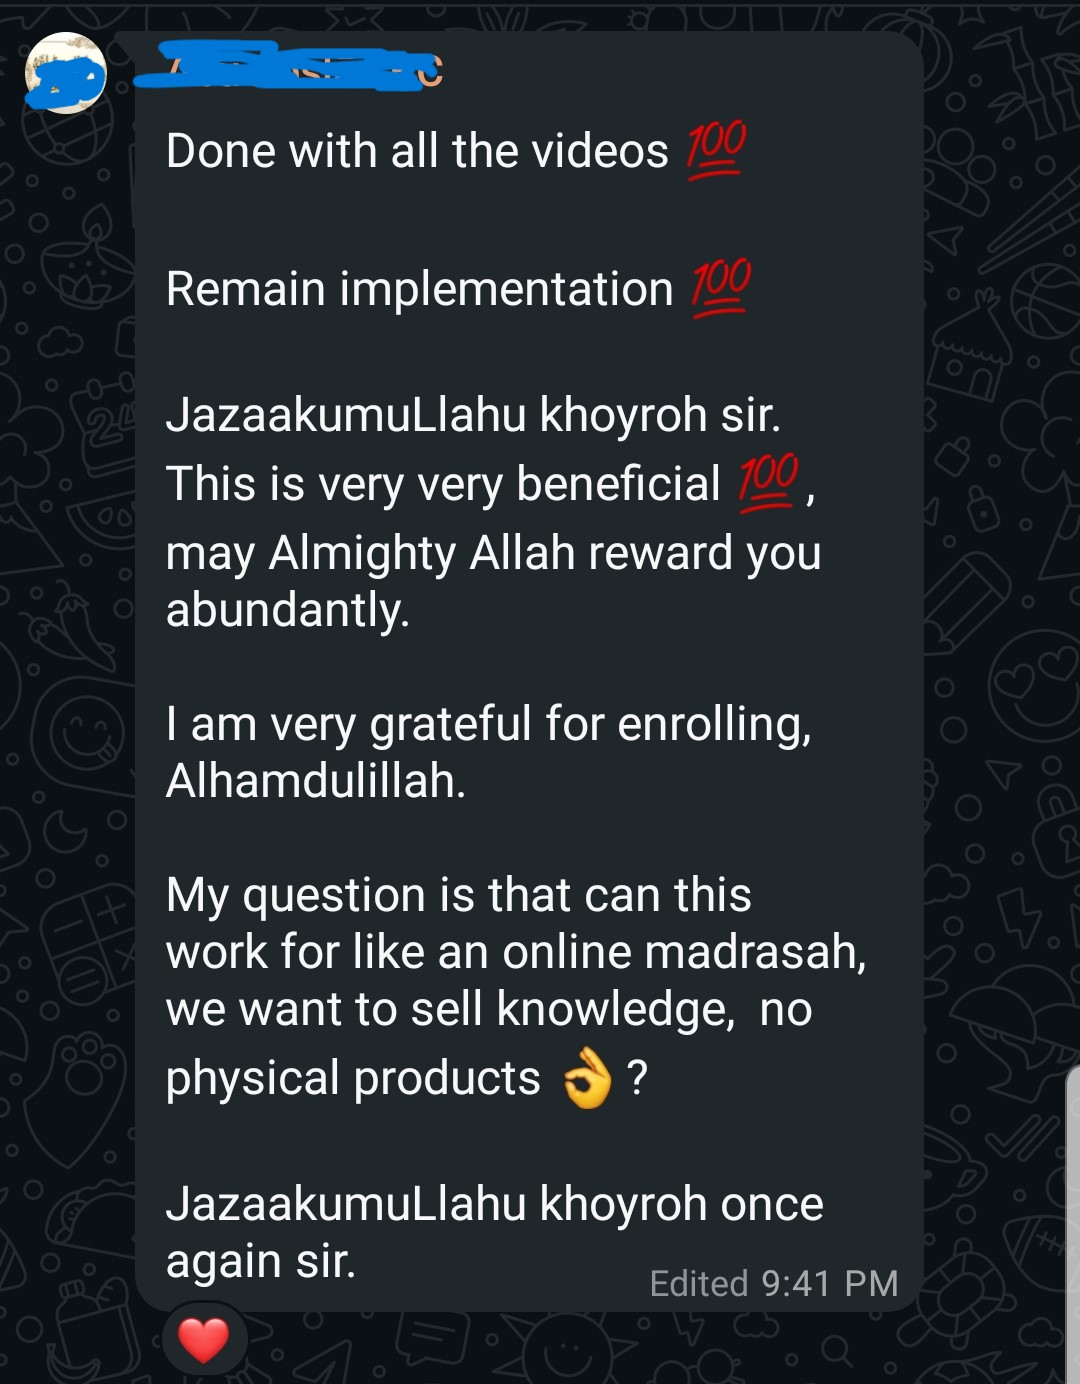 Done with all the videos 💯
Remain implementation 💯
JazaakumuLlahu khoyroh sir.
This is very very beneficial 💯,
may Almighty Allah reward you
abundantly.
I am very grateful for enrolling,
Alhamdulillah.
My question is that can this
work for like an online madrasah,
we want to sell knowledge,  no
physical products 👌?
JazaakumuLlahu khoyroh once
again sir.
Edited 9:41 PM